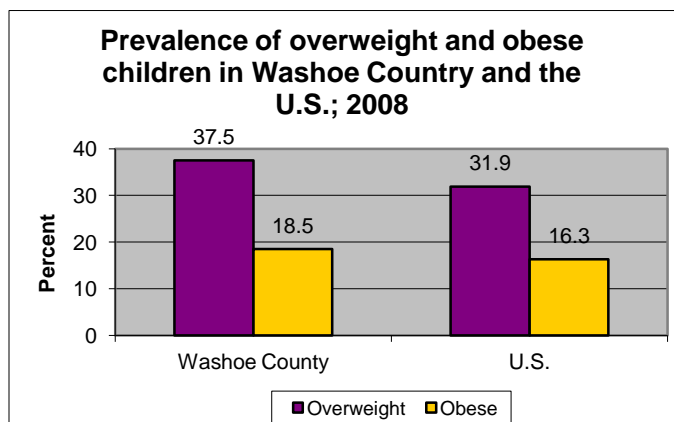 Prevalence of overweight and obese
children in Washoe Country and the
U.S.; 2008
37.5
18.5
31.9
16.3
40
30
20
10
0
Percent
Washoe County
U.S.
Overweight
Obese